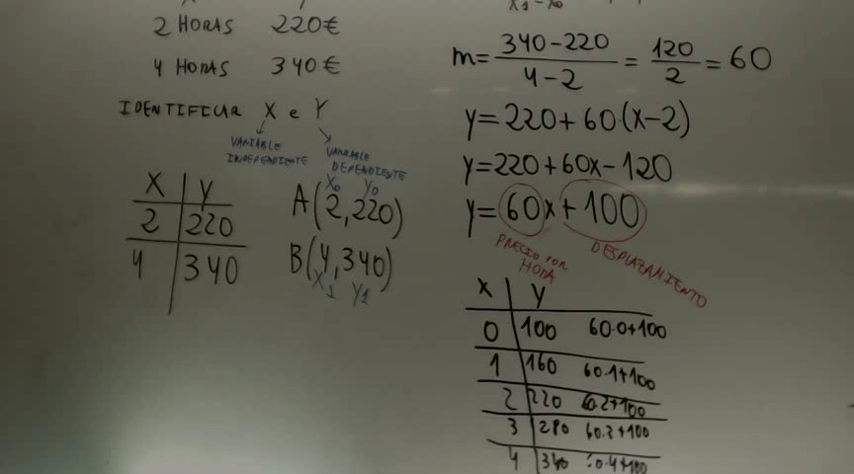 2 HORAS 220€
4 HORAS 340€
IDENTIFICAR X e Y
VARIABLE
INDEPENDIENTE
VARIABLE
DEPENDIENTE
X Y
2 220
4 340
X₀ Y₀
A(2,220)
B(4,340)
X₁ Y₁
X₁-X₀
m= 340-220 / 4-2 = 120 / 2 = 60
y=220+60(x-2)
y=220+60x-120
y=60x+100
PRECIO POR
HORA
DESPLAZAMIENTO
X Y
0 100 60·0+100
1 160 60·1+100
2 220 60·2+100
3 280 60·3+100
4 340 60·4+100